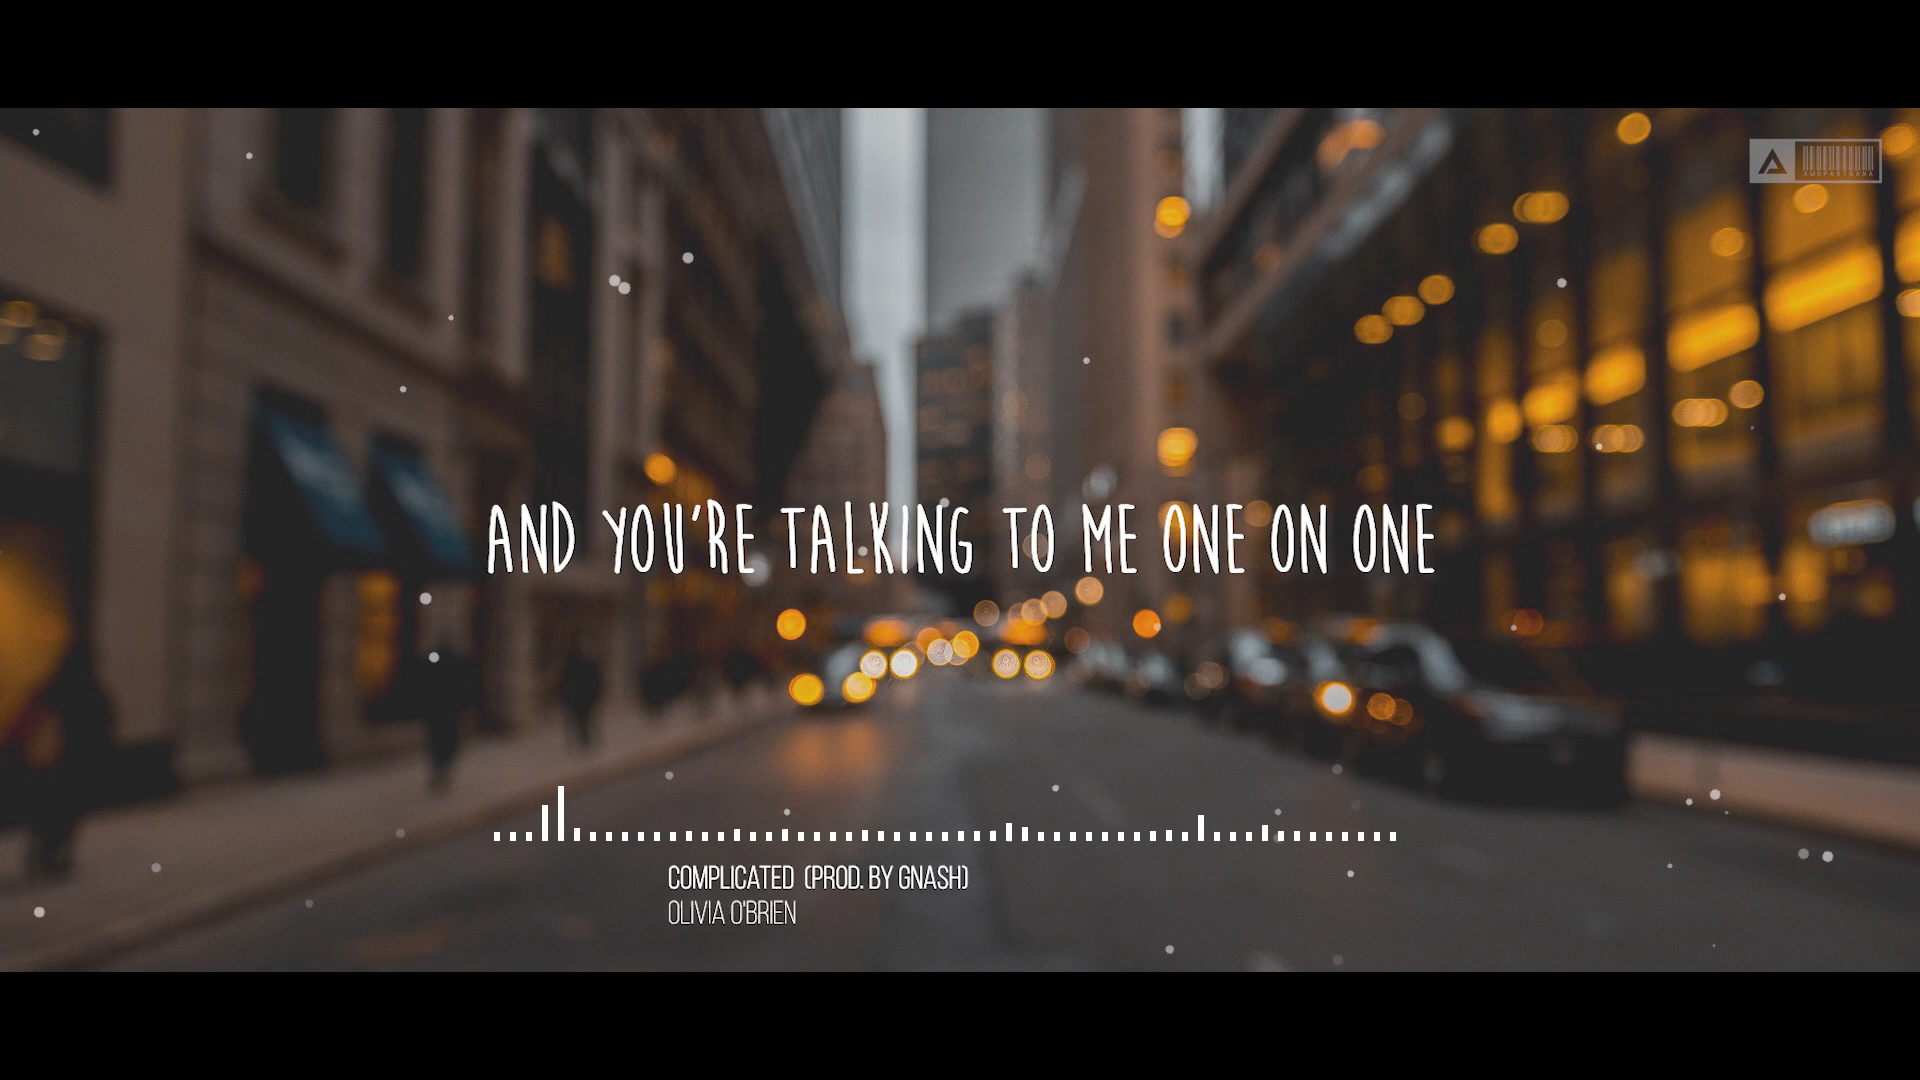 AND YOU'RE TALKING TO ME ONE ON ONE
COMPLICATED (PROD. BY GNASH)
OLIVIA O'BRIEN